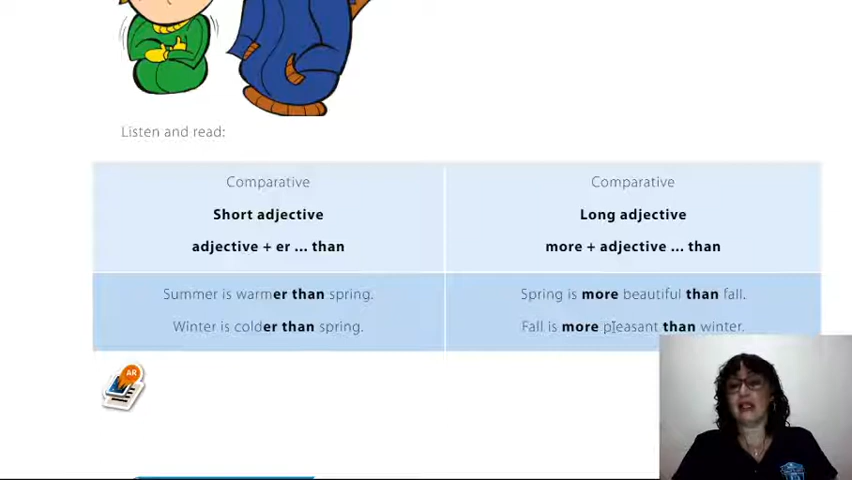 Listen and read:
Comparative
Short adjective
adjective + er ... than
Comparative
Long adjective
more + adjective ... than
Summer is warmer than spring.
Winter is colder than spring.
Spring is more beautiful than fall.
Fall is more pleasant than winter.
AR